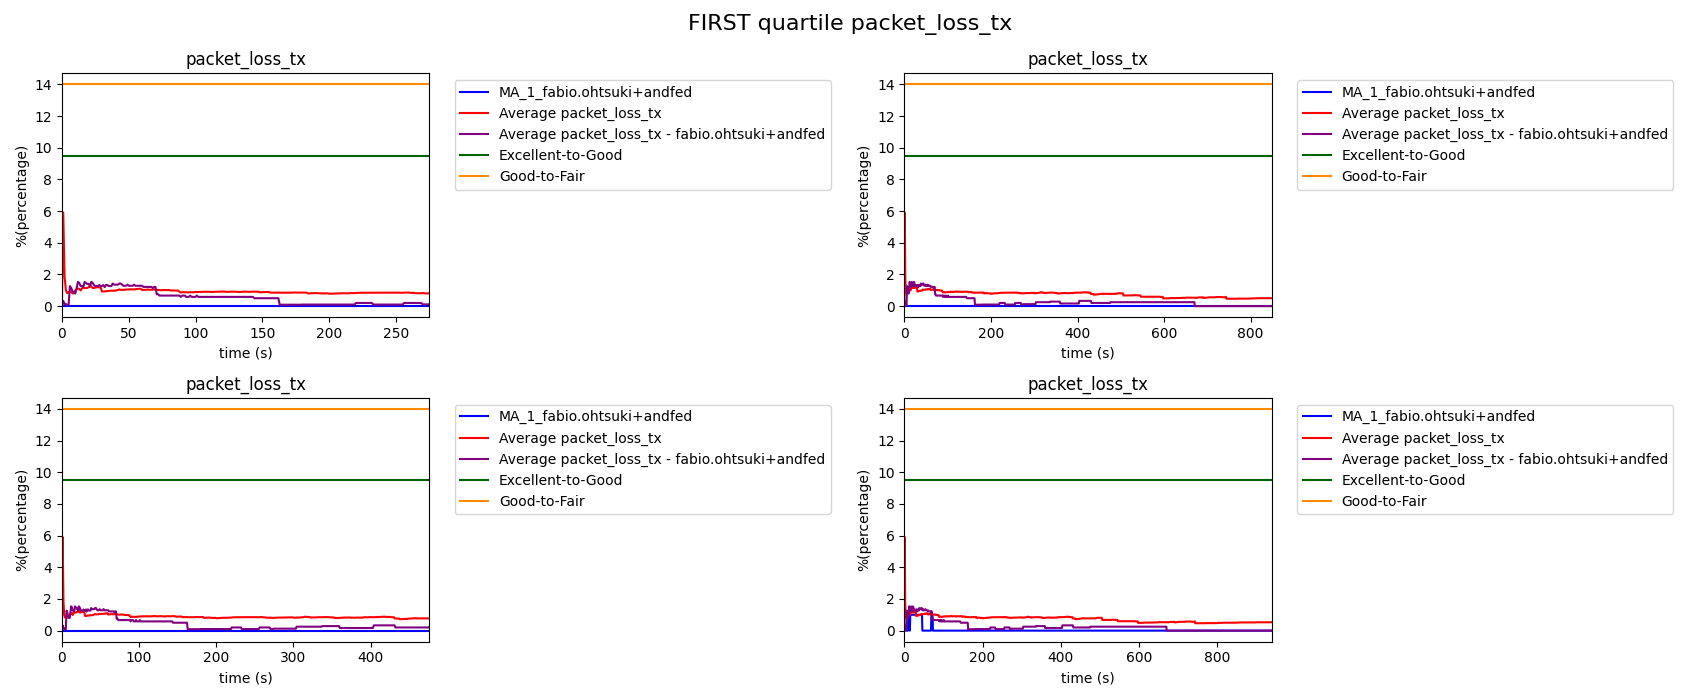 FIRST quartile packet_loss_tx
packet_loss_tx
14
12
10
8
6
4
2
0
%(percentage)
0 50 100 150 200 250
time (s)
MA_1_fabio.ohtsuki+andfed
Average packet_loss_tx
Average packet_loss_tx - fabio.ohtsuki+andfed
Excellent-to-Good
Good-to-Fair
packet_loss_tx
14
12
10
8
6
4
2
0
%(percentage)
0 200 400 600 800
time (s)
MA_1_fabio.ohtsuki+andfed
Average packet_loss_tx
Average packet_loss_tx - fabio.ohtsuki+andfed
Excellent-to-Good
Good-to-Fair
packet_loss_tx
14
12
10
8
6
4
2
0
%(percentage)
0 100 200 300 400
time (s)
MA_1_fabio.ohtsuki+andfed
Average packet_loss_tx
Average packet_loss_tx - fabio.ohtsuki+andfed
Excellent-to-Good
Good-to-Fair
packet_loss_tx
14
12
10
8
6
4
2
0
%(percentage)
0 200 400 600 800
time (s)
MA_1_fabio.ohtsuki+andfed
Average packet_loss_tx
Average packet_loss_tx - fabio.ohtsuki+andfed
Excellent-to-Good
Good-to-Fair